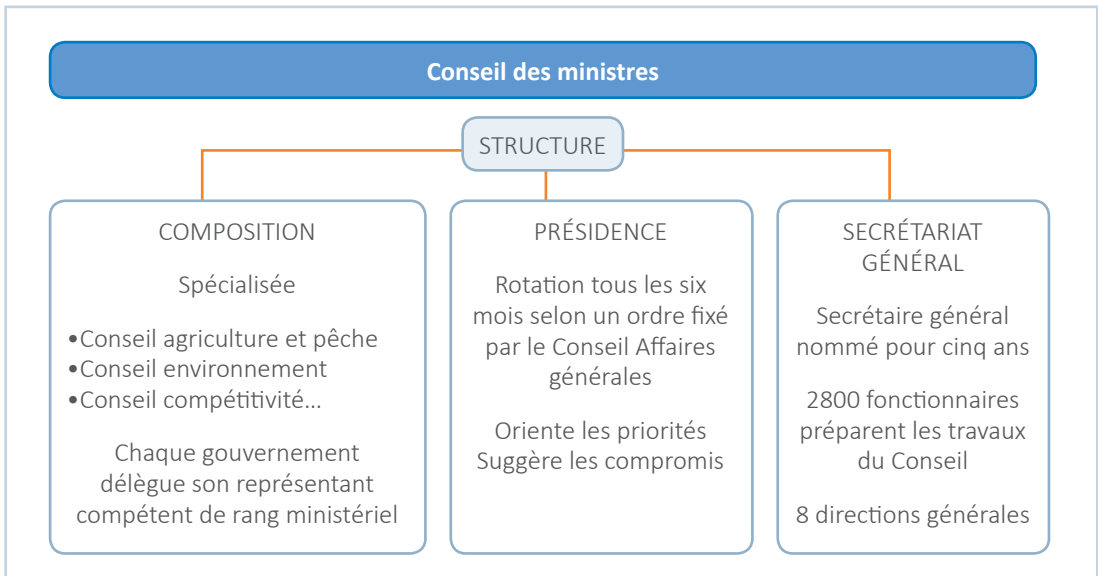 Conseil des ministres
STRUCTURE
COMPOSITION
Spécialisée
•Conseil agriculture et pêche
•Conseil environnement
•Conseil compétitivité...
Chaque gouvernement
délègue son représentant
compétent de rang ministériel
PRÉSIDENCE
Rotation tous les six
mois selon un ordre fixé
par le Conseil Affaires
générales
Oriente les priorités
Suggère les compromis
SECRÉTARIAT
GÉNÉRAL
Secrétaire général
nommé pour cinq ans
2800 fonctionnaires
préparent les travaux
du Conseil
8 directions générales